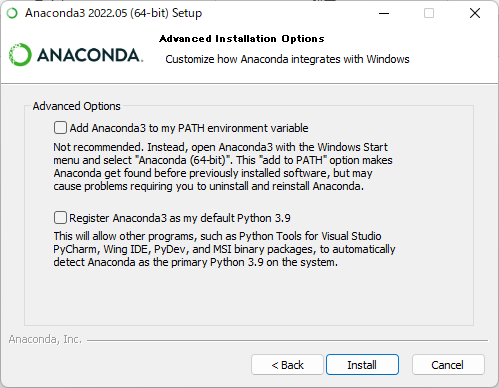 Anaconda3 2022.05 (64-bit) Setup
Advanced Installation Options
ANACONDA.
Customize how Anaconda integrates with Windows
Advanced Options
Add Anaconda3 to my PATH environment variable
Not recommended. Instead, open Anaconda3 with the Windows Start
menu and select "Anaconda (64-bit)". This "add to PATH" option makes
Anaconda get found before previously installed software, but may
cause problems requiring you to uninstall and reinstall Anaconda.
Register Anaconda3 as my default Python 3.9
This will allow other programs, such as Python Tools for Visual Studio
PyCharm, Wing IDE, PyDev, and MSI binary packages, to automatically
detect Anaconda as the primary Python 3.9 on the system.
Anaconda, Inc.
< Back
Install
Cancel